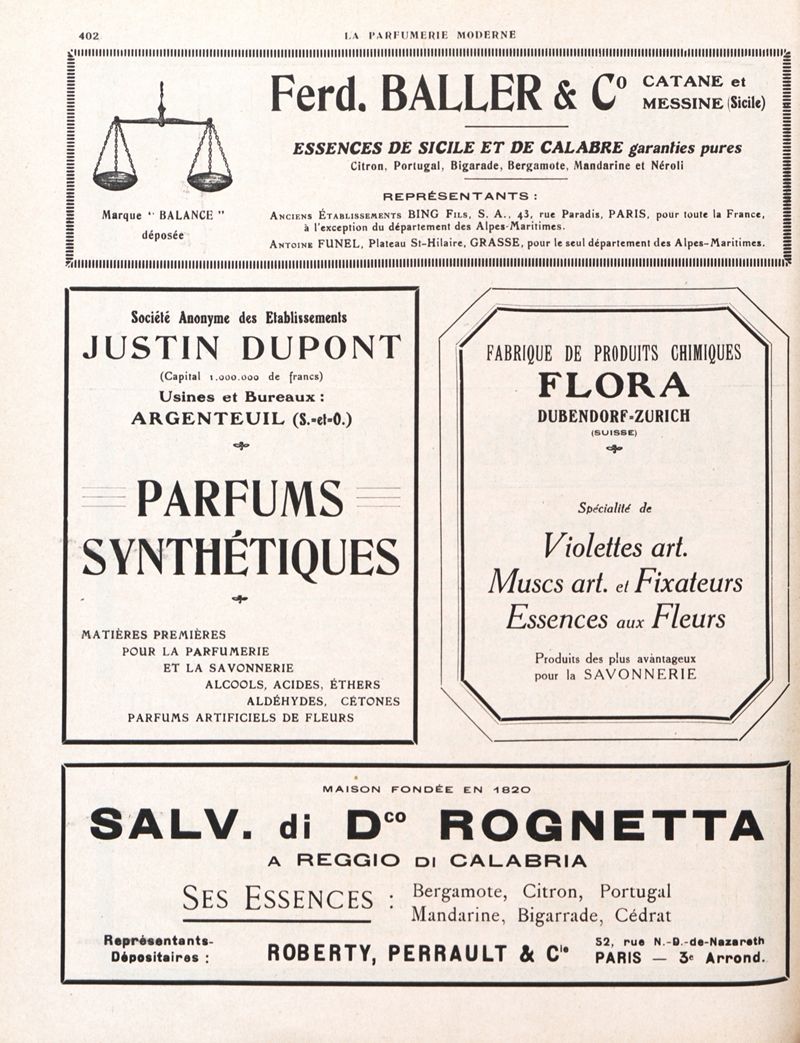 402
LA PARFUMERIE MODERNE
Ferd. BALLER & Cº
CATANE et
MESSINE (Sicile)
ESSENCES DE SICILE ET DE CALABRE garanties pures
Citron, Portugal, Bigarade, Bergamote, Mandarine et Néroli
REPRÉSENTANTS :
ANCIENS ÉTABLISSEMENTS BING FILS, S. A., 43, rue Paradis, PARIS, pour toute la France,
à l'exception du département des Alpes-Maritimes.
ANTOINE FUNEL, Plateau St-Hilaire, GRASSE, pour le seul département des Alpes-Maritimes.
Marque " BALANCE "
déposée
Société Anonyme des Etablissements
JUSTIN DUPONT
(Capital 1.000.000 de francs)
Usines et Bureaux :
ARGENTEUIL (S.-et-O.)
PARFUMS
SYNTHÉTIQUES
MATIÈRES PREMIÈRES
POUR LA PARFUMERIE
ET LA SAVONNERIE
ALCOOLS, ACIDES, ÉTHERS
ALDÉHYDES, CÉTONES
PARFUMS ARTIFICIELS DE FLEURS
FABRIQUE DE PRODUITS CHIMIQUES
FLORA
DUBENDORF-ZURICH
(SUISSE)
Spécialité de
Violettes art.
Muscs art. et Fixateurs
Essences aux Fleurs
Produits des plus avantageux
pour la SAVONNERIE
MAISON FONDÉE EN 1820
SALV. di Dco ROGNETTA
A REGGIO DI CALABRIA
SES ESSENCES :
Bergamote, Citron, Portugal
Mandarine, Bigarrade, Cédrat
Représentants-
Dépositaires :
ROBERTY, PERRAULT & Cie
52, rue N.-D.-de-Nazareth
PARIS — 3e Arrond.